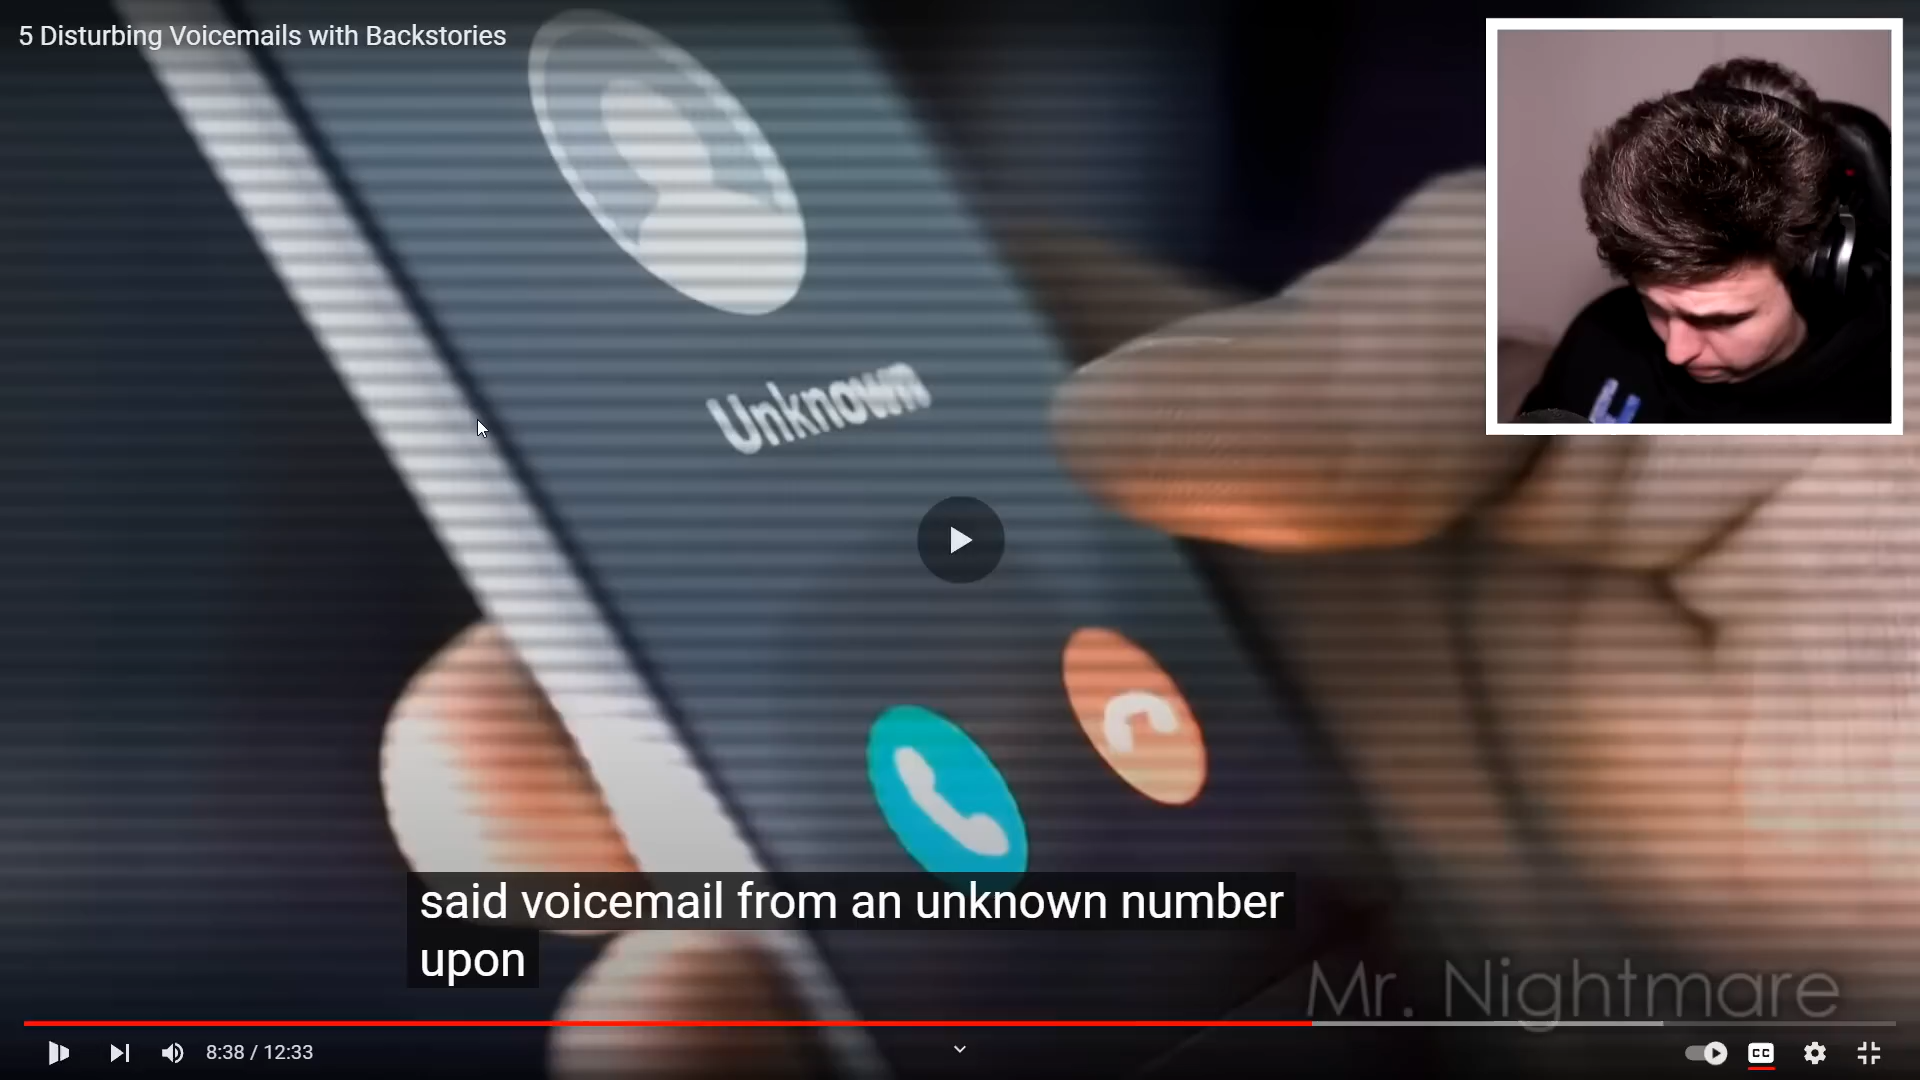 5 Disturbing Voicemails with Backstories
Unknown
said voicemail from an unknown number
upon
Mr. Nightmare
8:38 / 12:33
CC